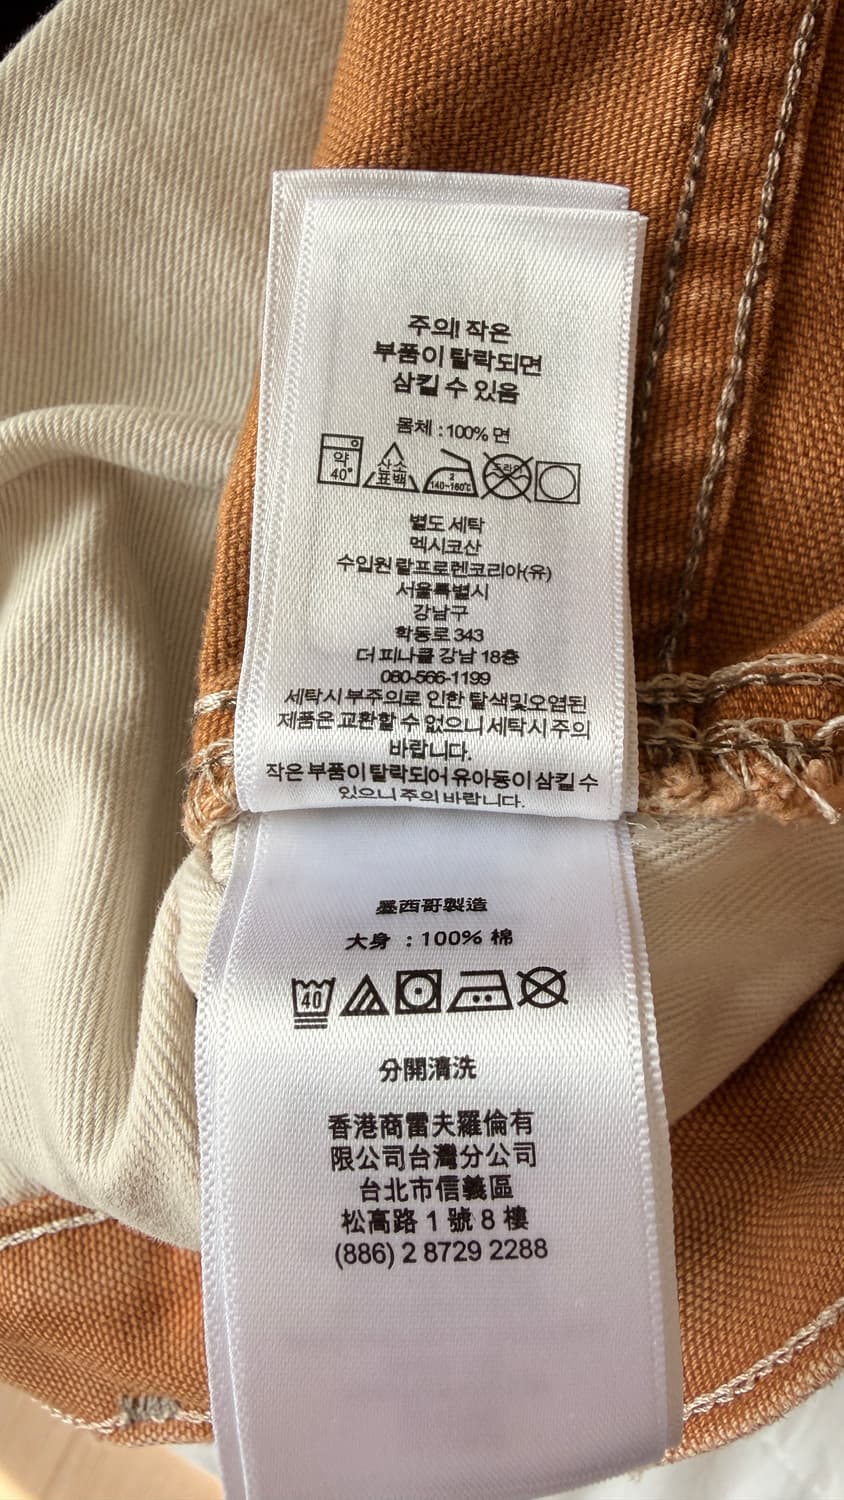 주의! 작은
부품이 탈락되면
삼킬 수 있음
몸체 : 100% 면
약 40° 산소 표백 2 140~160°C 드라이
별도 세탁
멕시코산
수입원 랄프로렌코리아(유)
서울특별시
강남구
학동로 343
더 피나클 강남 18층
080-566-1199
세탁시 부주의로 인한 탈색및오염된
제품은 교환할 수 없으니 세탁시 주의
바랍니다.
작은 부품이 탈락되어 유아동이 삼킬 수
있으니 주의 바랍니다.
墨西哥製造
大身 : 100% 棉
40
分開清洗
香港商雷夫羅倫有
限公司台灣分公司
台北市信義區
松高路 1 號 8 樓
(886) 2 8729 2288